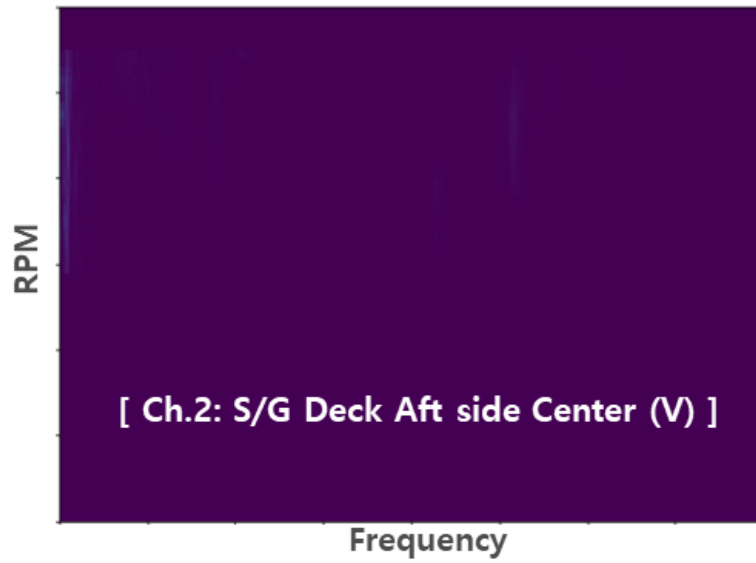 RPM
[ Ch.2: S/G Deck Aft side Center (V) ]
Frequency